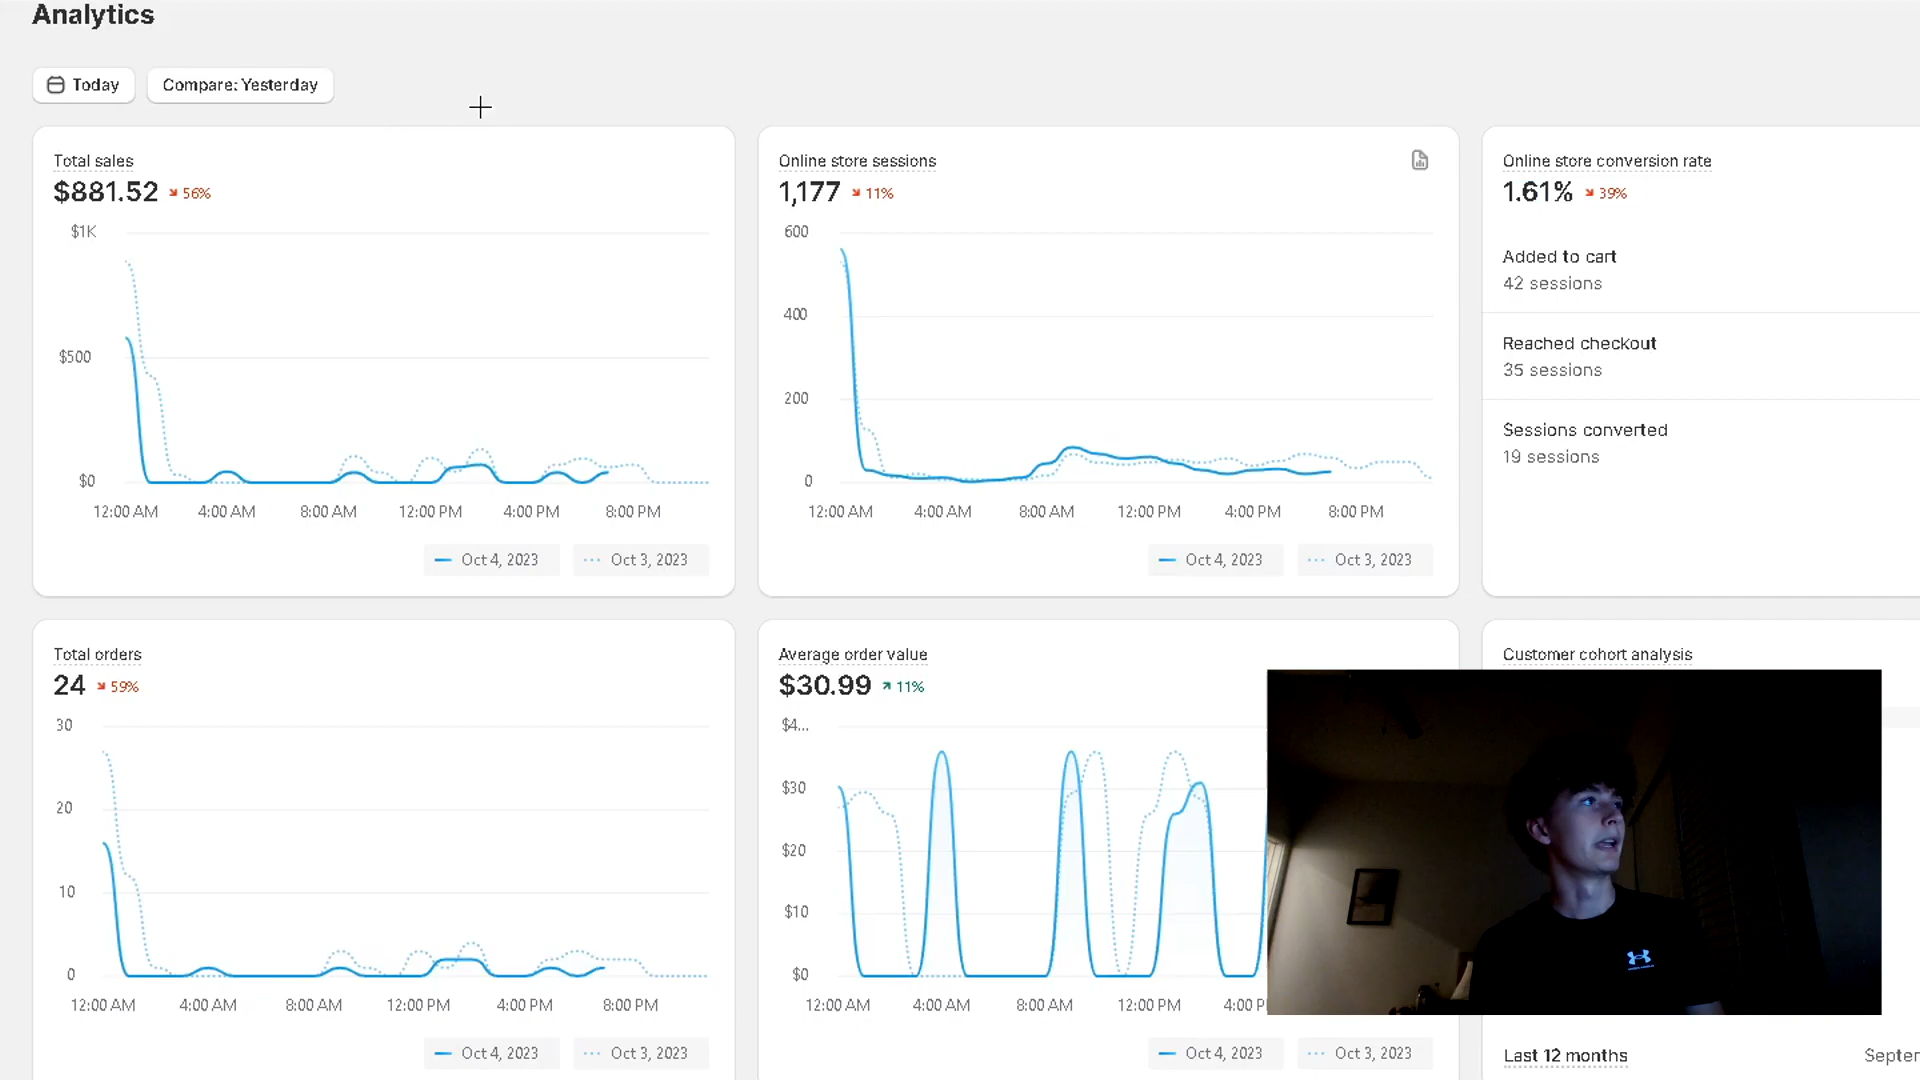 Analytics
Today
Compare: Yesterday
Total sales
$881.52 56%
$1K
$500
$0
12:00 AM 4:00 AM 8:00 AM 12:00 PM 4:00 PM 8:00 PM
Oct 4, 2023 Oct 3, 2023
Online store sessions
1,177 11%
600
400
200
0
12:00 AM 4:00 AM 8:00 AM 12:00 PM 4:00 PM 8:00 PM
Oct 4, 2023 Oct 3, 2023
Online store conversion rate
1.61% 39%
Added to cart
42 sessions
Reached checkout
35 sessions
Sessions converted
19 sessions
Total orders
24 59%
30
20
10
0
12:00 AM 4:00 AM 8:00 AM 12:00 PM 4:00 PM 8:00 PM
Oct 4, 2023 Oct 3, 2023
Average order value
$30.99 11%
$4...
$30
$20
$10
$0
12:00 AM 4:00 AM 8:00 AM 12:00 PM 4:00 P
Oct 4, 2023 Oct 3, 2023
Customer cohort analysis
Last 12 months Septer